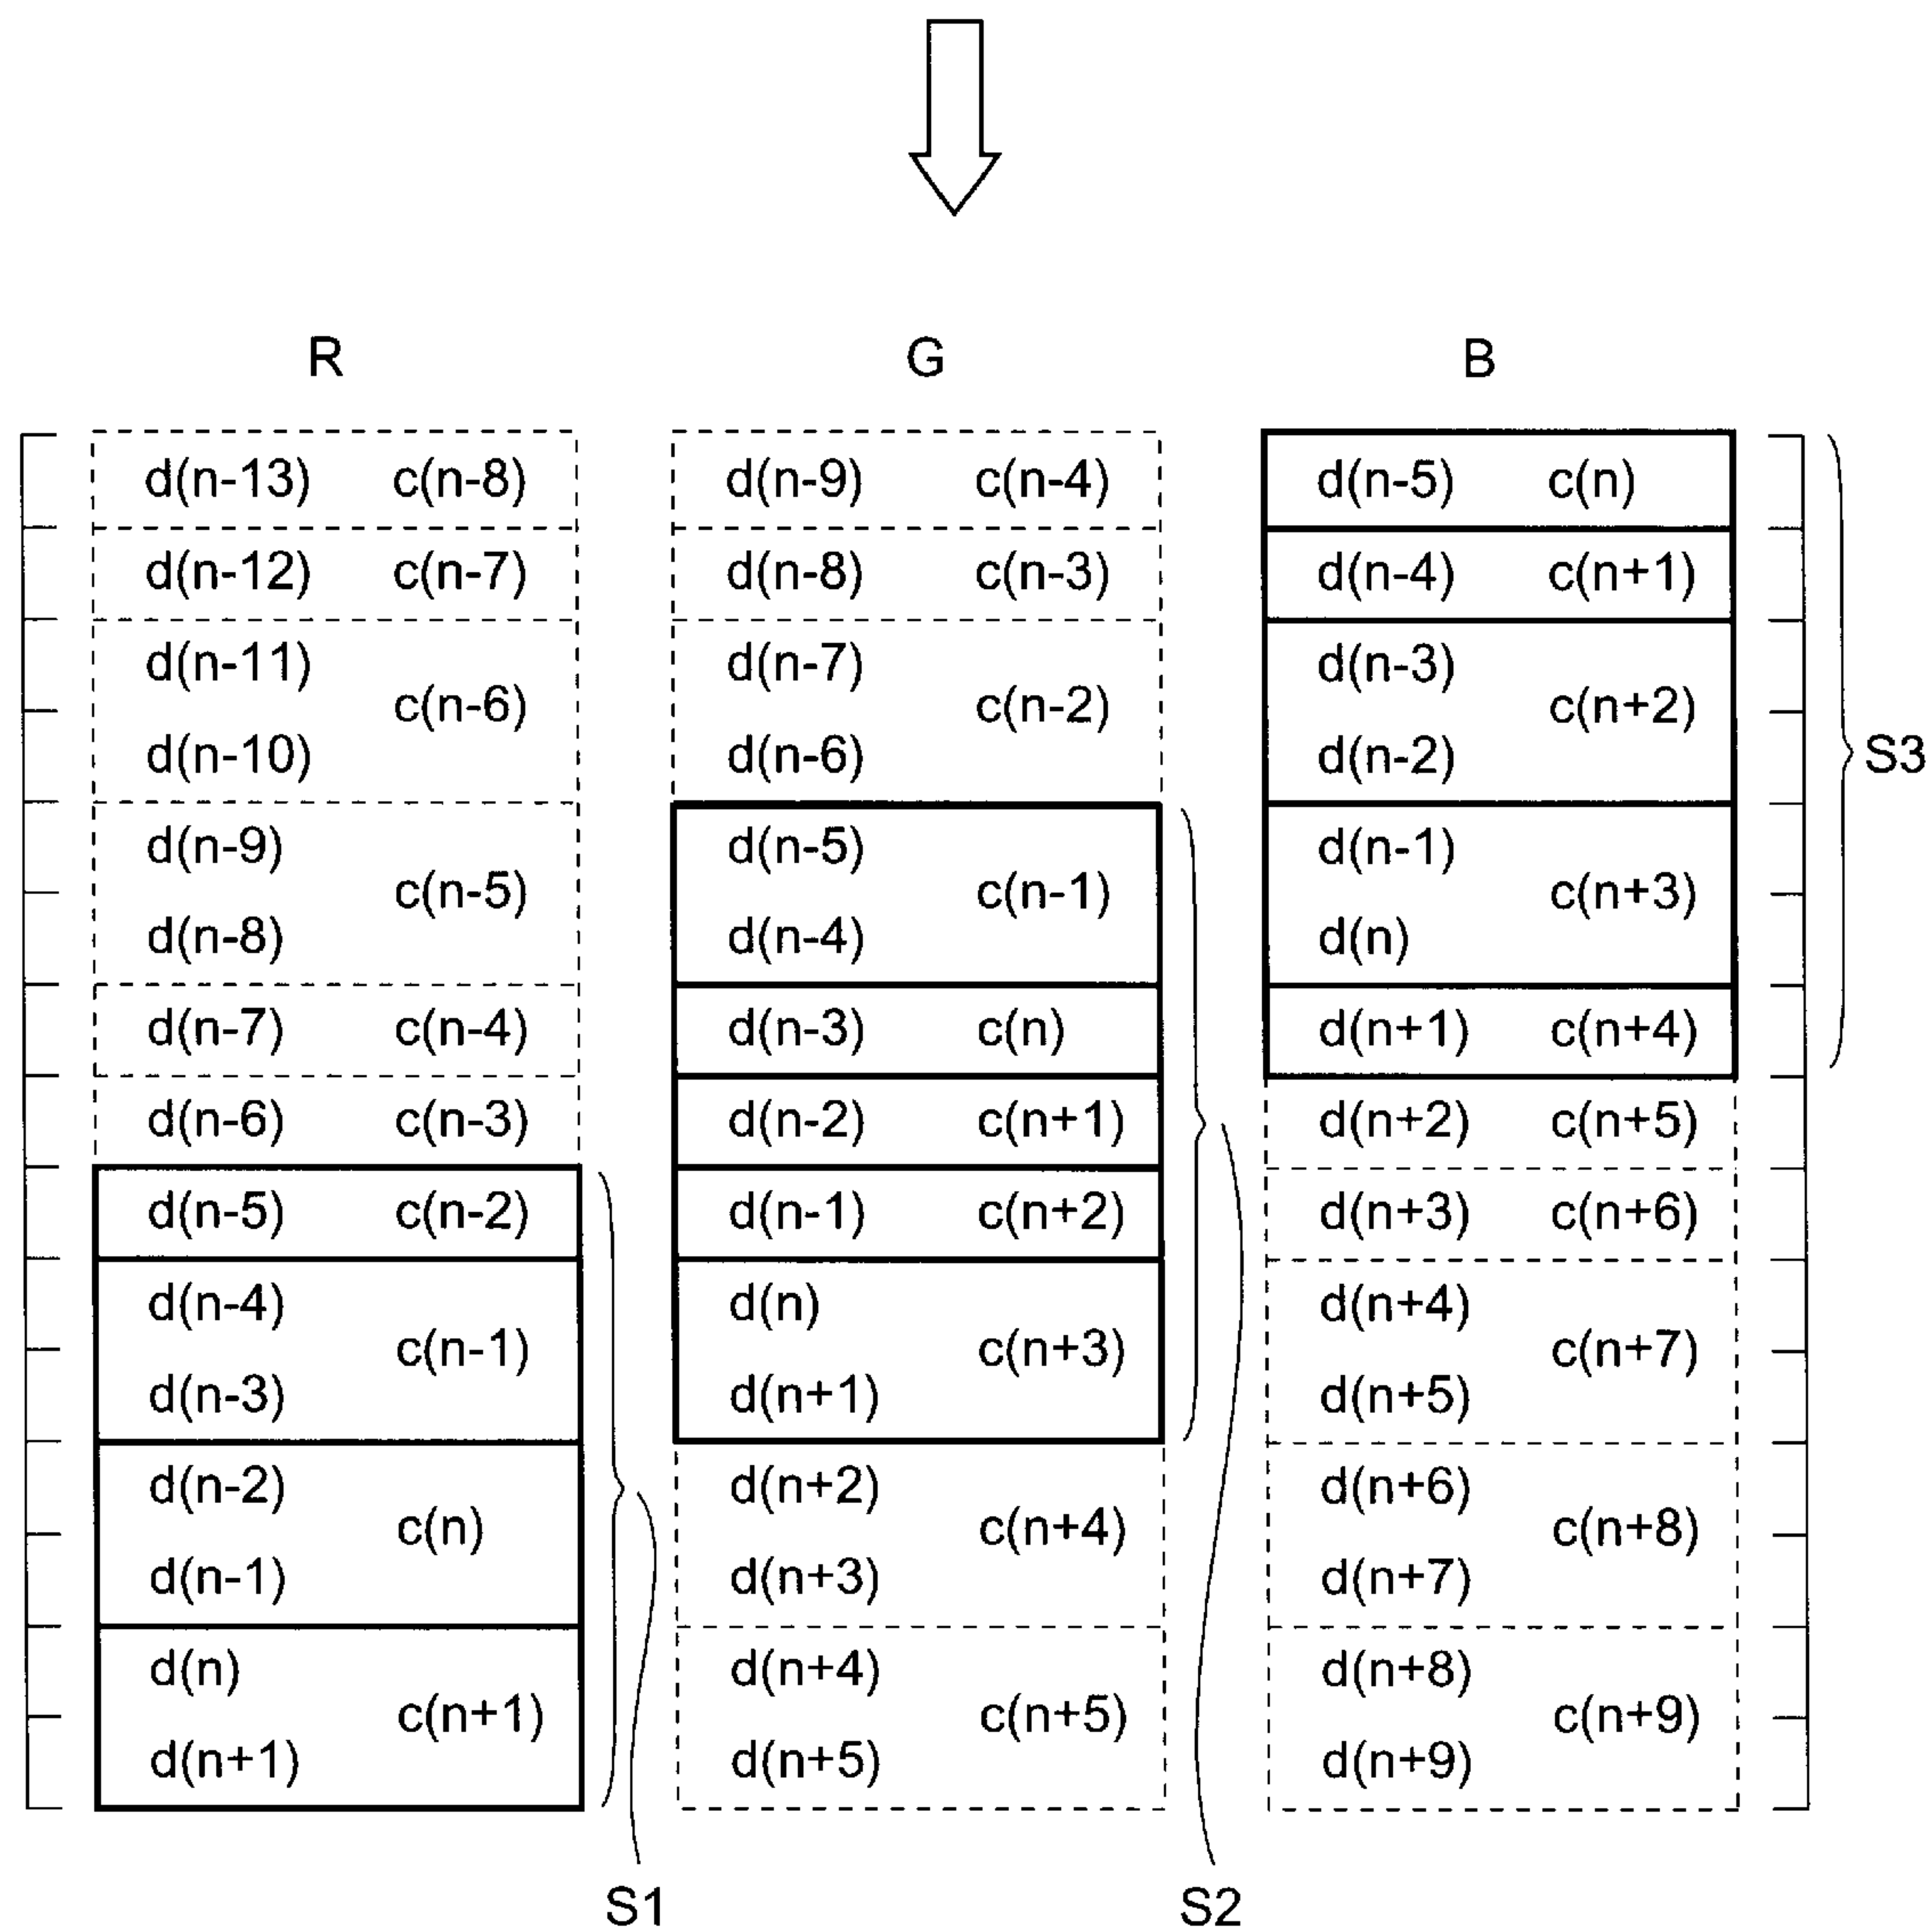 R G B
d(n-13) c(n-8) d(n-9) c(n-4) d(n-5) c(n)
d(n-12) c(n-7) d(n-8) c(n-3) d(n-4) c(n+1)
d(n-11) d(n-7) d(n-3)
c(n-6) c(n-2) c(n+2)
d(n-10) d(n-6) d(n-2)
S3
d(n-9) d(n-5) d(n-1)
c(n-5) c(n-1) c(n+3)
d(n-8) d(n-4) d(n)
d(n-7) c(n-4) d(n-3) c(n) d(n+1) c(n+4)
d(n-6) c(n-3) d(n-2) c(n+1) d(n+2) c(n+5)
d(n-5) c(n-2) d(n-1) c(n+2) d(n+3) c(n+6)
d(n-4) d(n) d(n+4)
c(n-1) c(n+3) c(n+7)
d(n-3) d(n+1) d(n+5)
d(n-2) d(n+2) d(n+6)
c(n) c(n+4) c(n+8)
d(n-1) d(n+3) d(n+7)
d(n) d(n+4) d(n+8)
c(n+1) c(n+5) c(n+9)
d(n+1) d(n+5) d(n+9)
S1 S2